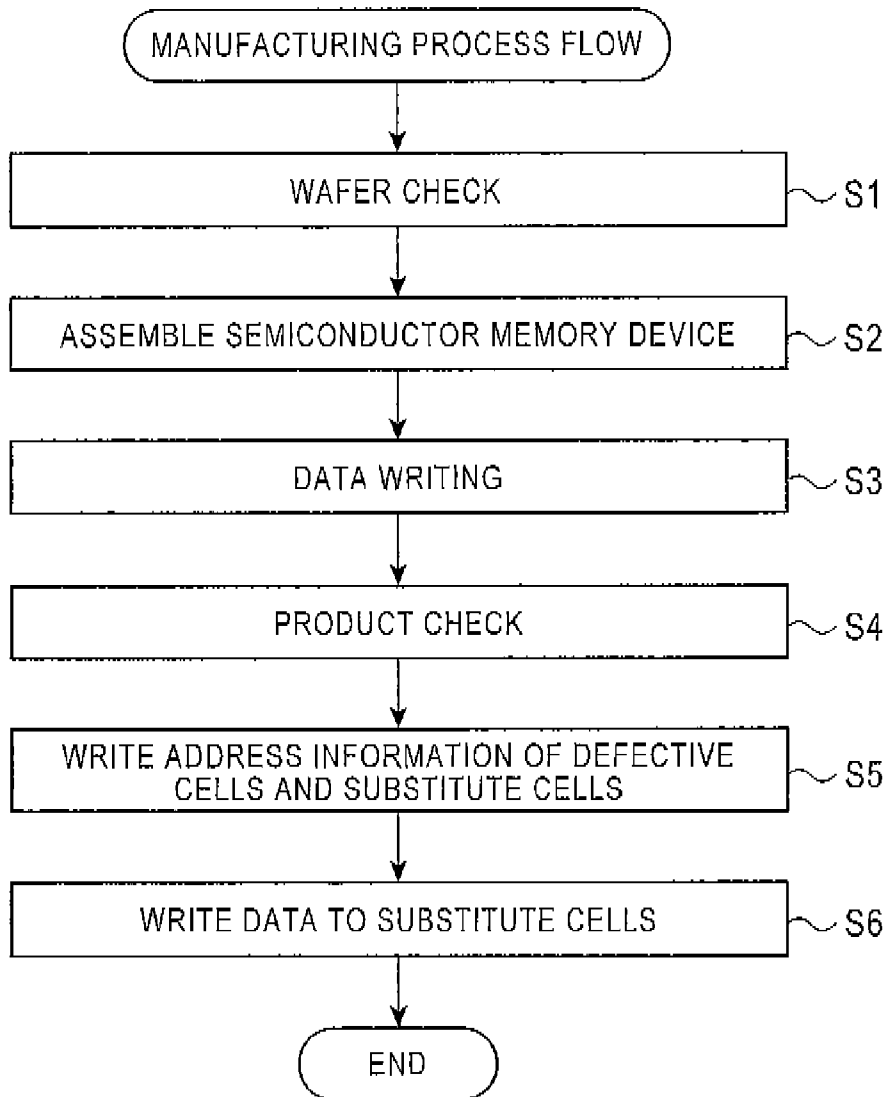 MANUFACTURING PROCESS FLOW
WAFER CHECK
S1
ASSEMBLE SEMICONDUCTOR MEMORY DEVICE
S2
DATA WRITING
S3
PRODUCT CHECK
S4
WRITE ADDRESS INFORMATION OF DEFECTIVE
CELLS AND SUBSTITUTE CELLS
S5
WRITE DATA TO SUBSTITUTE CELLS
S6
END